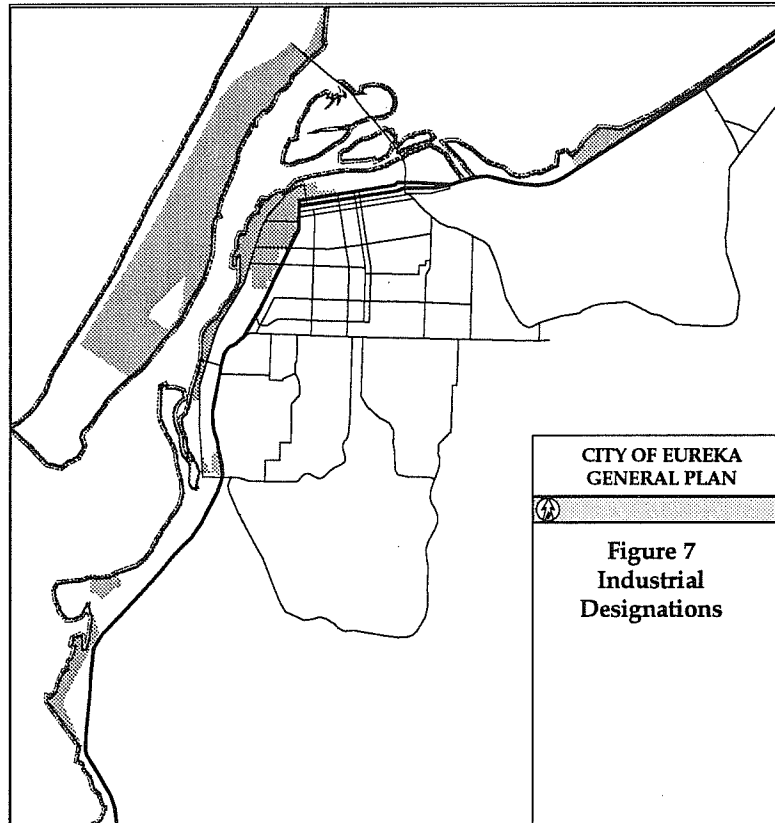 CITY OF EUREKA
GENERAL PLAN
Figure 7
Industrial
Designations